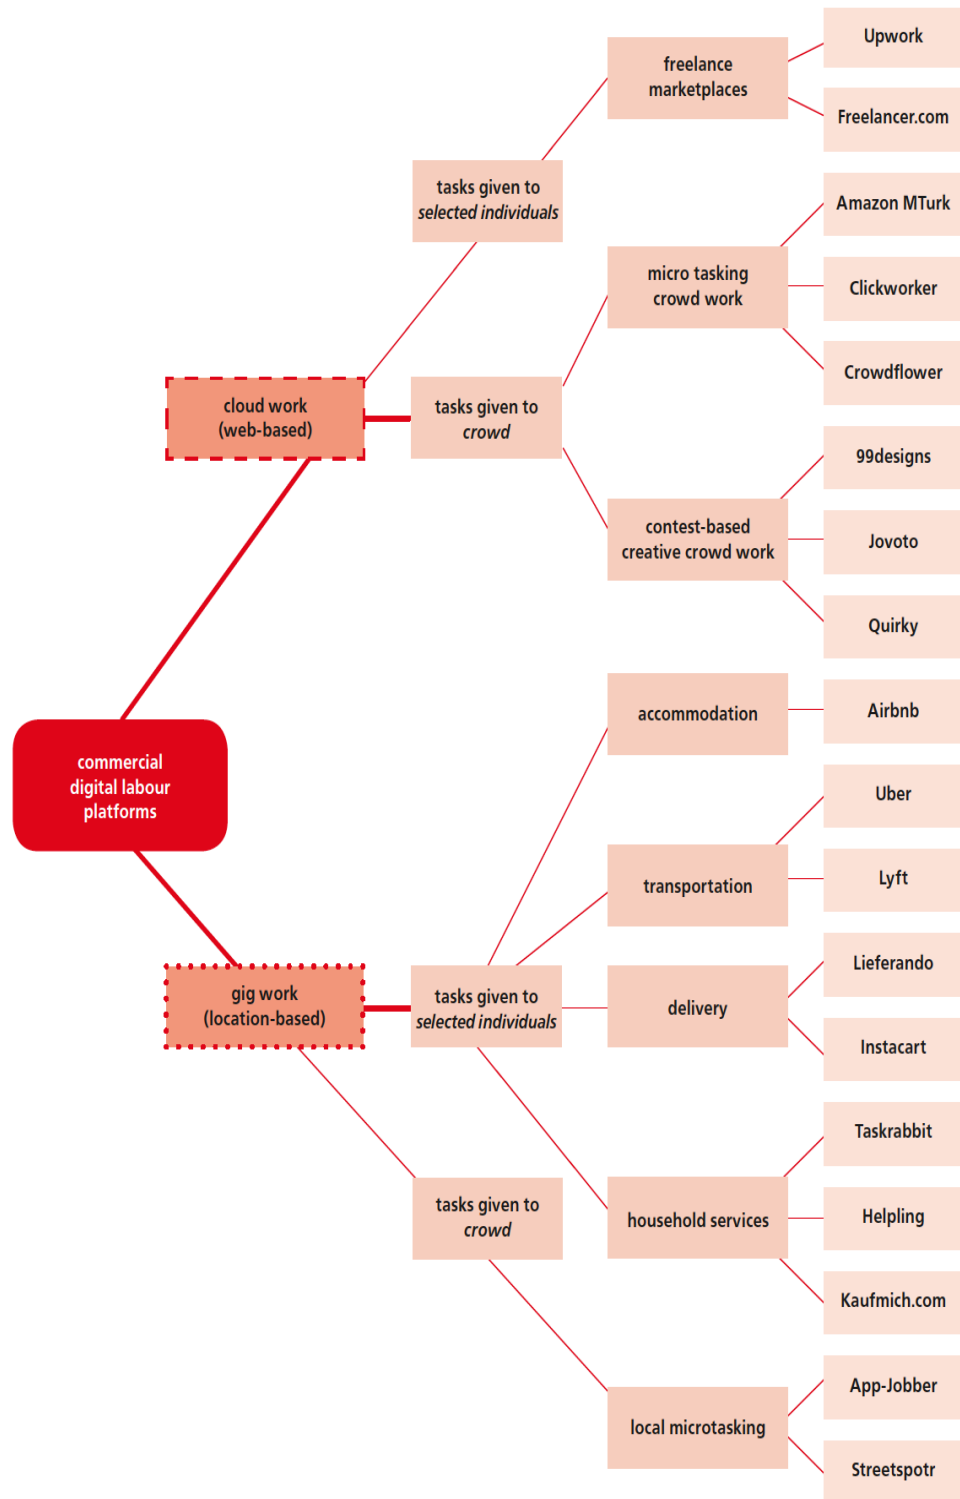 Upwork
freelance
marketplaces
Freelancer.com
tasks given to
selected individuals
Amazon MTurk
micro tasking
crowd work
Clickworker
Crowdflower
cloud work
(web-based)
tasks given to
crowd
99designs
contest-based
creative crowd work
Jovoto
Quirky
accommodation
Airbnb
commercial
digital labour
platforms
Uber
transportation
Lyft
Lieferando
gig work
(location-based)
tasks given to
selected individuals
delivery
Instacart
Taskrabbit
tasks given to
crowd
household services
Helpling
Kaufmich.com
App-Jobber
local microtasking
Streetspotr